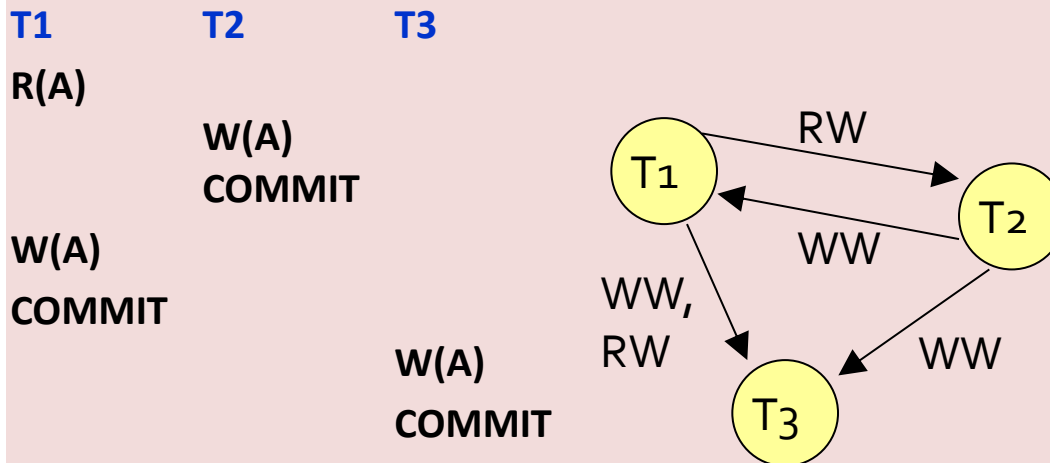 T1 T2 T3
R(A)
W(A)
COMMIT
W(A)
COMMIT
W(A)
COMMIT
RW
T1
T2
WW
WW,
RW
WW
T3